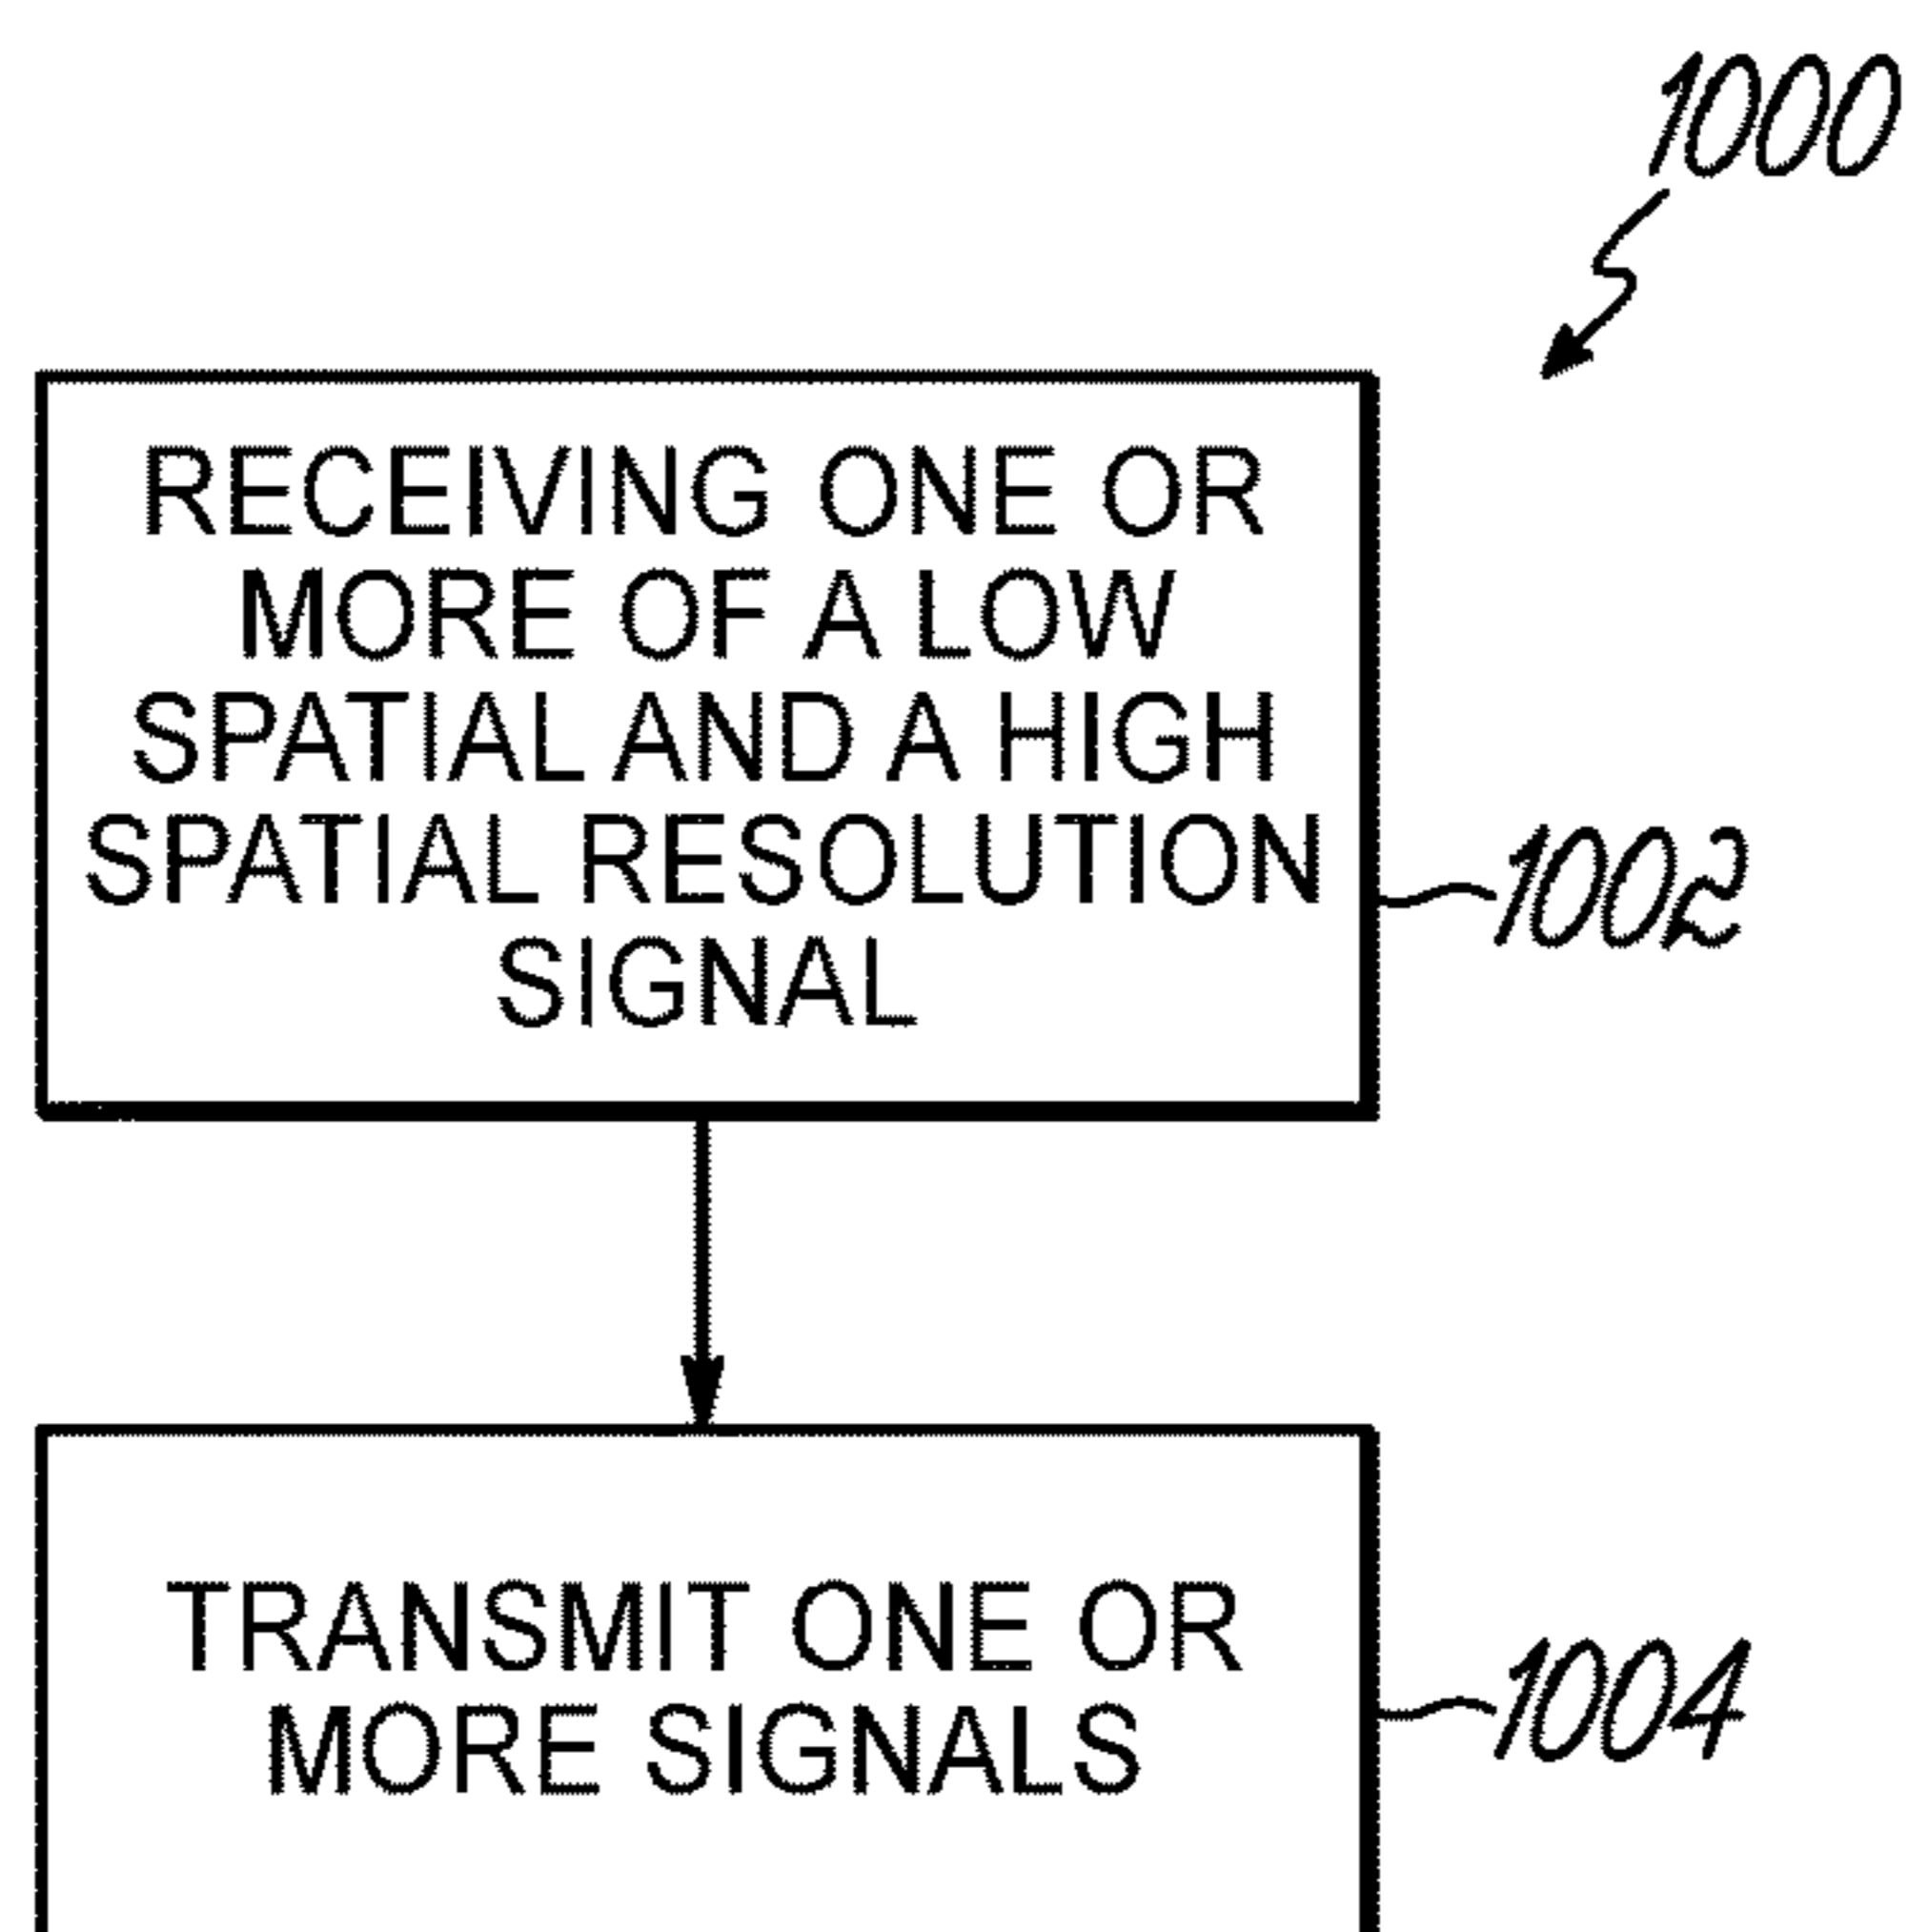 1000
RECEIVING ONE OR
MORE OF A LOW
SPATIAL AND A HIGH
SPATIAL RESOLUTION
SIGNAL
1002
TRANSMIT ONE OR
MORE SIGNALS
1004